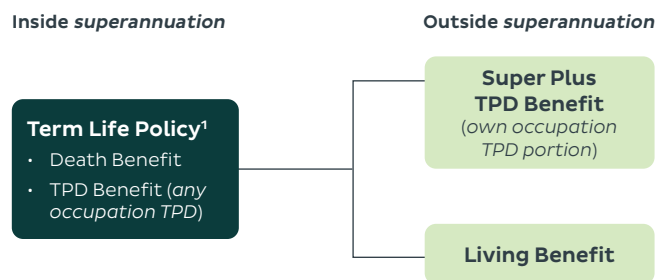 Inside superannuation
Outside superannuation
Term Life Policy¹
• Death Benefit
• TPD Benefit (any
occupation TPD)
Super Plus
TPD Benefit
(own occupation
TPD portion)
Living Benefit